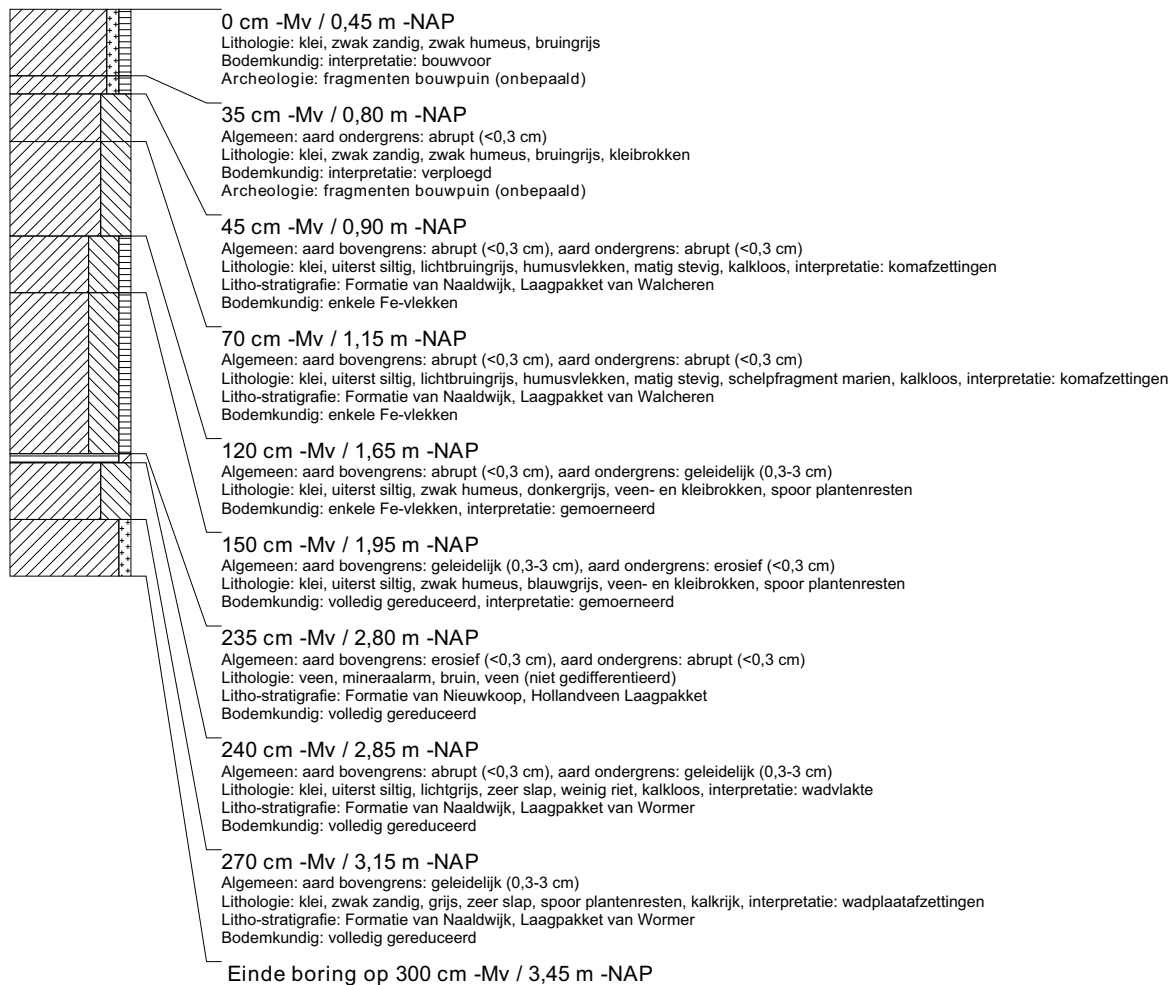 0 cm -Mv / 0,45 m -NAP
Lithologie: klei, zwak zandig, zwak humeus, bruingrijs
Bodemkundig: interpretatie: bouwvoor
Archeologie: fragmenten bouwpuin (onbepaald)
35 cm -Mv / 0,80 m -NAP
Algemeen: aard ondergrens: abrupt (<0,3 cm)
Lithologie: klei, zwak zandig, zwak humeus, bruingrijs, kleibrokken
Bodemkundig: interpretatie: verploegd
Archeologie: fragmenten bouwpuin (onbepaald)
45 cm -Mv / 0,90 m -NAP
Algemeen: aard bovengrens: abrupt (<0,3 cm), aard ondergrens: abrupt (<0,3 cm)
Lithologie: klei, uiterst siltig, lichtbruingrijs, humusvlekken, matig stevig, kalkloos, interpretatie: komafzettingen
Litho-stratigrafie: Formatie van Naaldwijk, Laagpakket van Walcheren
Bodemkundig: enkele Fe-vlekken
70 cm -Mv / 1,15 m -NAP
Algemeen: aard bovengrens: abrupt (<0,3 cm), aard ondergrens: abrupt (<0,3 cm)
Lithologie: klei, uiterst siltig, lichtbruingrijs, humusvlekken, matig stevig, schelpfragment marien, kalkloos, interpretatie: komafzettingen
Litho-stratigrafie: Formatie van Naaldwijk, Laagpakket van Walcheren
Bodemkundig: enkele Fe-vlekken
120 cm -Mv / 1,65 m -NAP
Algemeen: aard bovengrens: abrupt (<0,3 cm), aard ondergrens: geleidelijk (0,3-3 cm)
Lithologie: klei, uiterst siltig, zwak humeus, donkergrijs, veen- en kleibrokken, spoor plantenresten
Bodemkundig: enkele Fe-vlekken, interpretatie: gemoerneerd
150 cm -Mv / 1,95 m -NAP
Algemeen: aard bovengrens: geleidelijk (0,3-3 cm), aard ondergrens: erosief (<0,3 cm)
Lithologie: klei, uiterst siltig, zwak humeus, blauwgrijs, veen- en kleibrokken, spoor plantenresten
Bodemkundig: volledig gereduceerd, interpretatie: gemoerneerd
235 cm -Mv / 2,80 m -NAP
Algemeen: aard bovengrens: erosief (<0,3 cm), aard ondergrens: abrupt (<0,3 cm)
Lithologie: veen, mineraalarm, bruin, veen (niet gedifferentieerd)
Litho-stratigrafie: Formatie van Nieuwkoop, Hollandveen Laagpakket
Bodemkundig: volledig gereduceerd
240 cm -Mv / 2,85 m -NAP
Algemeen: aard bovengrens: abrupt (<0,3 cm), aard ondergrens: geleidelijk (0,3-3 cm)
Lithologie: klei, uiterst siltig, lichtgrijs, zeer slap, weinig riet, kalkloos, interpretatie: wadvlakte
Litho-stratigrafie: Formatie van Naaldwijk, Laagpakket van Wormer
Bodemkundig: volledig gereduceerd
270 cm -Mv / 3,15 m -NAP
Algemeen: aard bovengrens: geleidelijk (0,3-3 cm)
Lithologie: klei, zwak zandig, grijs, zeer slap, spoor plantenresten, kalkrijk, interpretatie: wadplaatafzettingen
Litho-stratigrafie: Formatie van Naaldwijk, Laagpakket van Wormer
Bodemkundig: volledig gereduceerd
Einde boring op 300 cm -Mv / 3,45 m -NAP